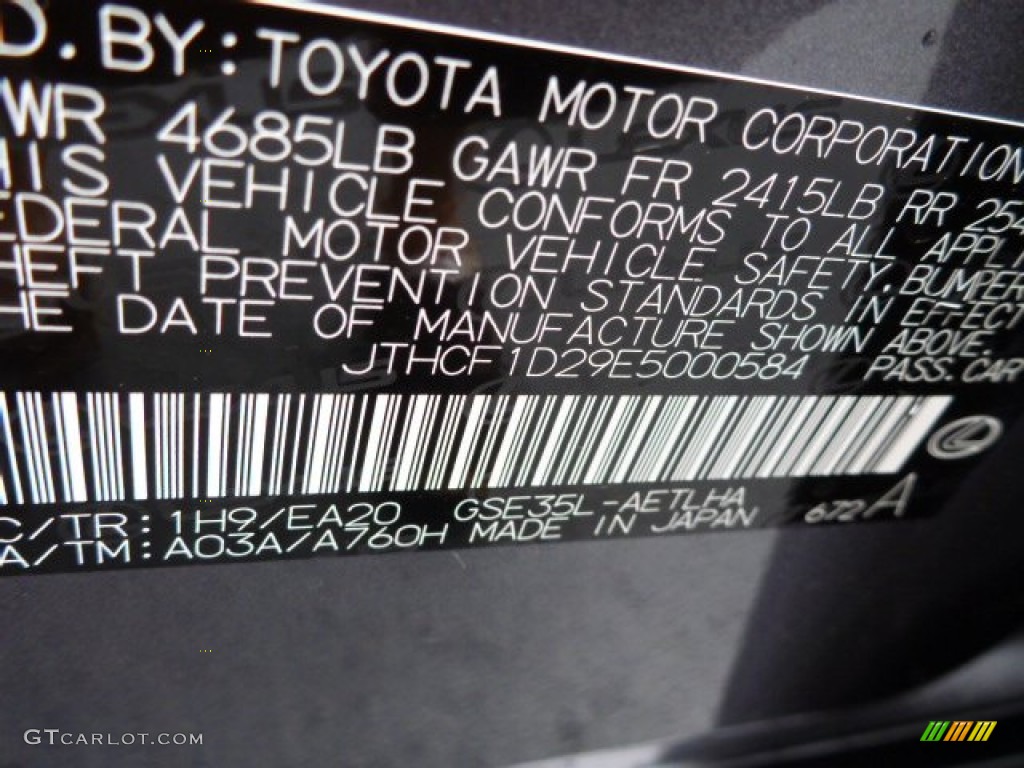 D. BY: TOYOTA MOTOR CORPORATION
WR 4685LB GAWR FR 2415LB RR 254
HIS VEHICLE CONFORMS TO ALL APPLI
EDERAL MOTOR VEHICLE SAFETY, BUMPER
HEFT PREVENTION STANDARDS IN EFFECT
HE DATE OF MANUFACTURE SHOWN ABOVE.
JTHCF1D29E5000584 PASS. CAR
C/TR: 1H9/EA20 GSE35L-AETLHA
A/TM: A03A/A760H MADE IN JAPAN 672A
GTCARLOT.COM